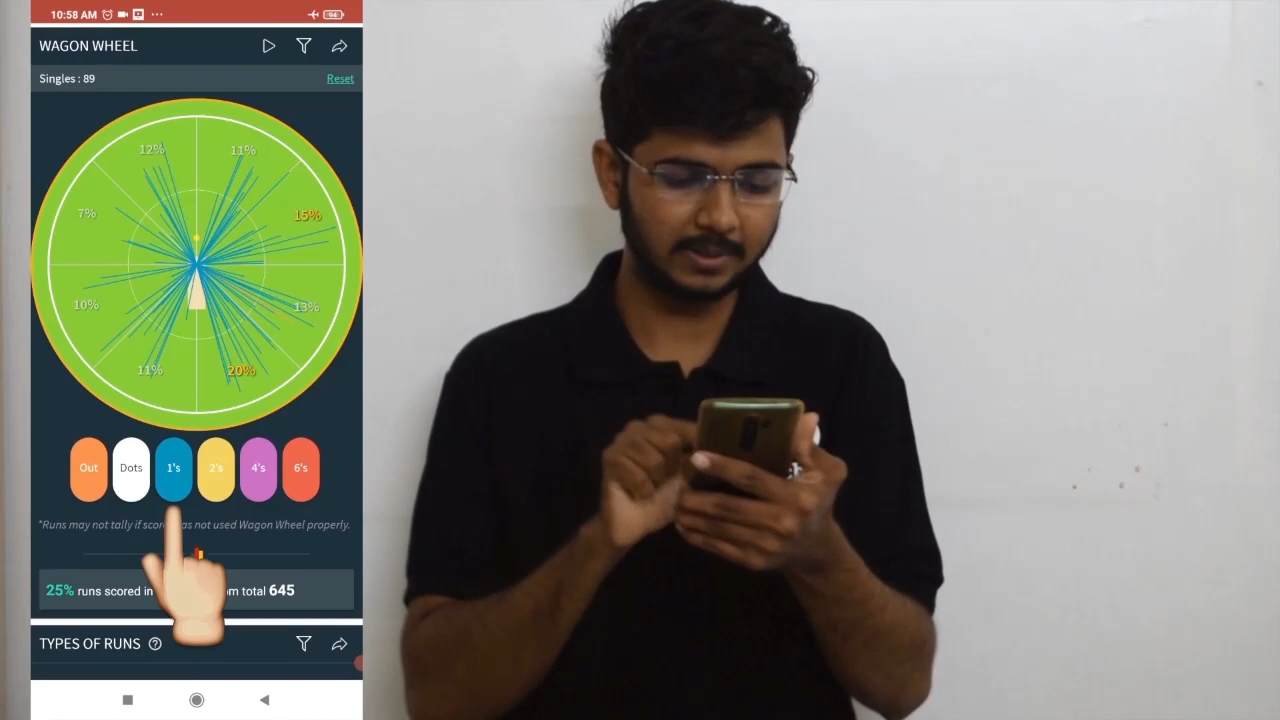 10:58 AM ... 94
WAGON WHEEL
Singles : 89 Reset
12% 11%
7% 15%
10% 13%
11% 20%
Out Dots 1's 2's 4's 6's
*Runs may not tally if as not used Wagon Wheel properly.
25% runs scored in total 645
TYPES OF RUNS ?